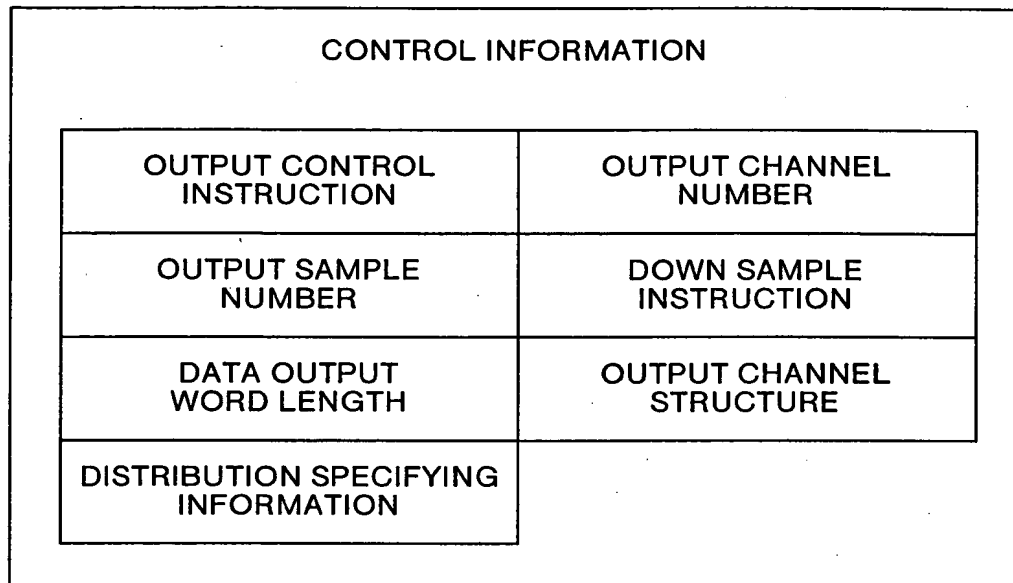 CONTROL INFORMATION
OUTPUT CONTROL
INSTRUCTION
OUTPUT CHANNEL
NUMBER
OUTPUT SAMPLE
NUMBER
DOWN SAMPLE
INSTRUCTION
DATA OUTPUT
WORD LENGTH
OUTPUT CHANNEL
STRUCTURE
DISTRIBUTION SPECIFYING
INFORMATION